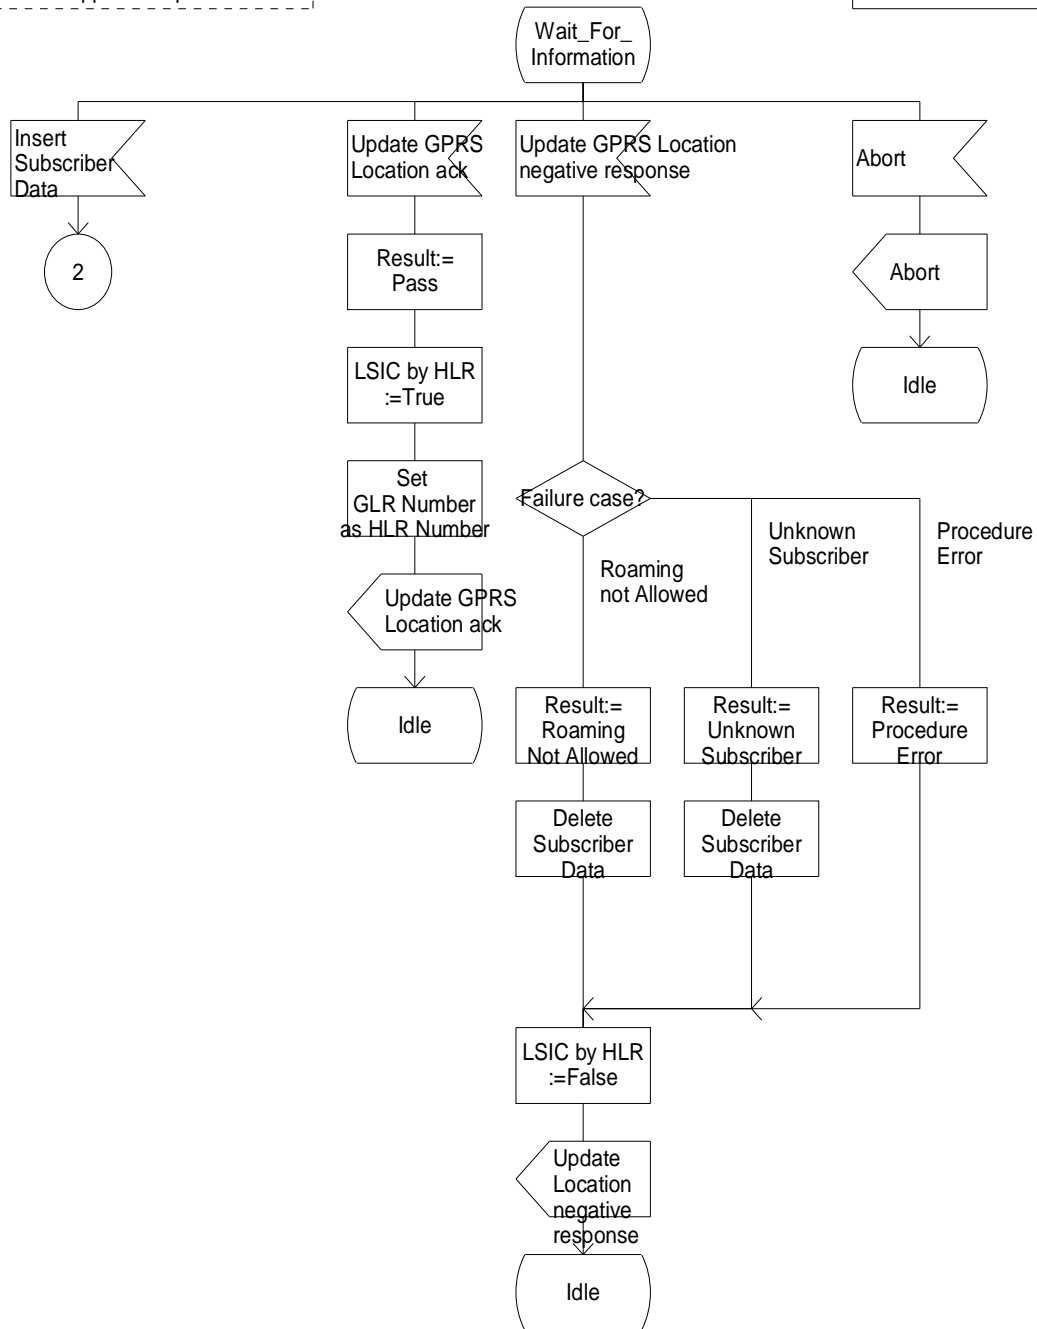 Wait_For_
Information
Insert
Subscriber
Data
Update GPRS
Location ack
Update GPRS Location
negative response
Abort
2
Result:=
Pass
Abort
LSIC by HLR
:=True
Idle
Set
GLR Number
as HLR Number
Failure case?
Unknown
Subscriber
Procedure
Error
Roaming
not Allowed
Update GPRS
Location ack
Idle
Result:=
Roaming
Not Allowed
Result:=
Unknown
Subscriber
Result:=
Procedure
Error
Delete
Subscriber
Data
Delete
Subscriber
Data
LSIC by HLR
:=False
Update
Location
negative
response
Idle